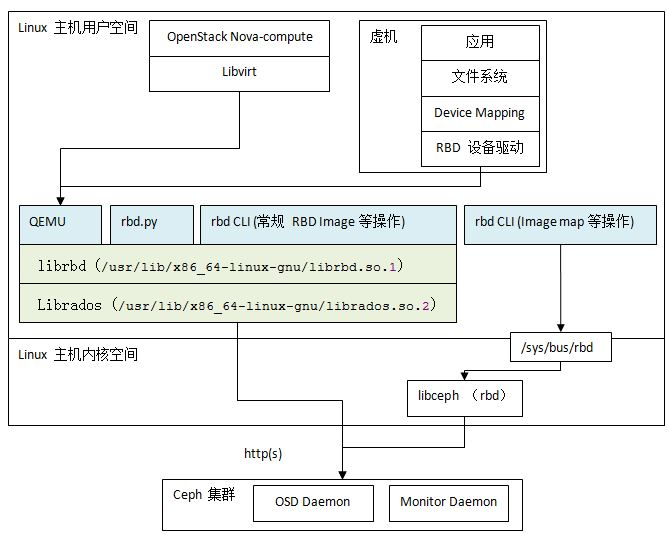 Linux 主机用户空间
OpenStack Nova-compute
Libvirt
虚机
应用
文件系统
Device Mapping
RBD 设备驱动
QEMU
rbd.py
rbd CLI (常规 RBD Image 等操作)
rbd CLI (Image map 等操作)
librbd（/usr/lib/x86_64-linux-gnu/librbd.so.1）
Librados（/usr/lib/x86_64-linux-gnu/librados.so.2）
Linux 主机内核空间
/sys/bus/rbd
libceph （rbd）
http(s)
Ceph 集群
OSD Daemon
Monitor Daemon